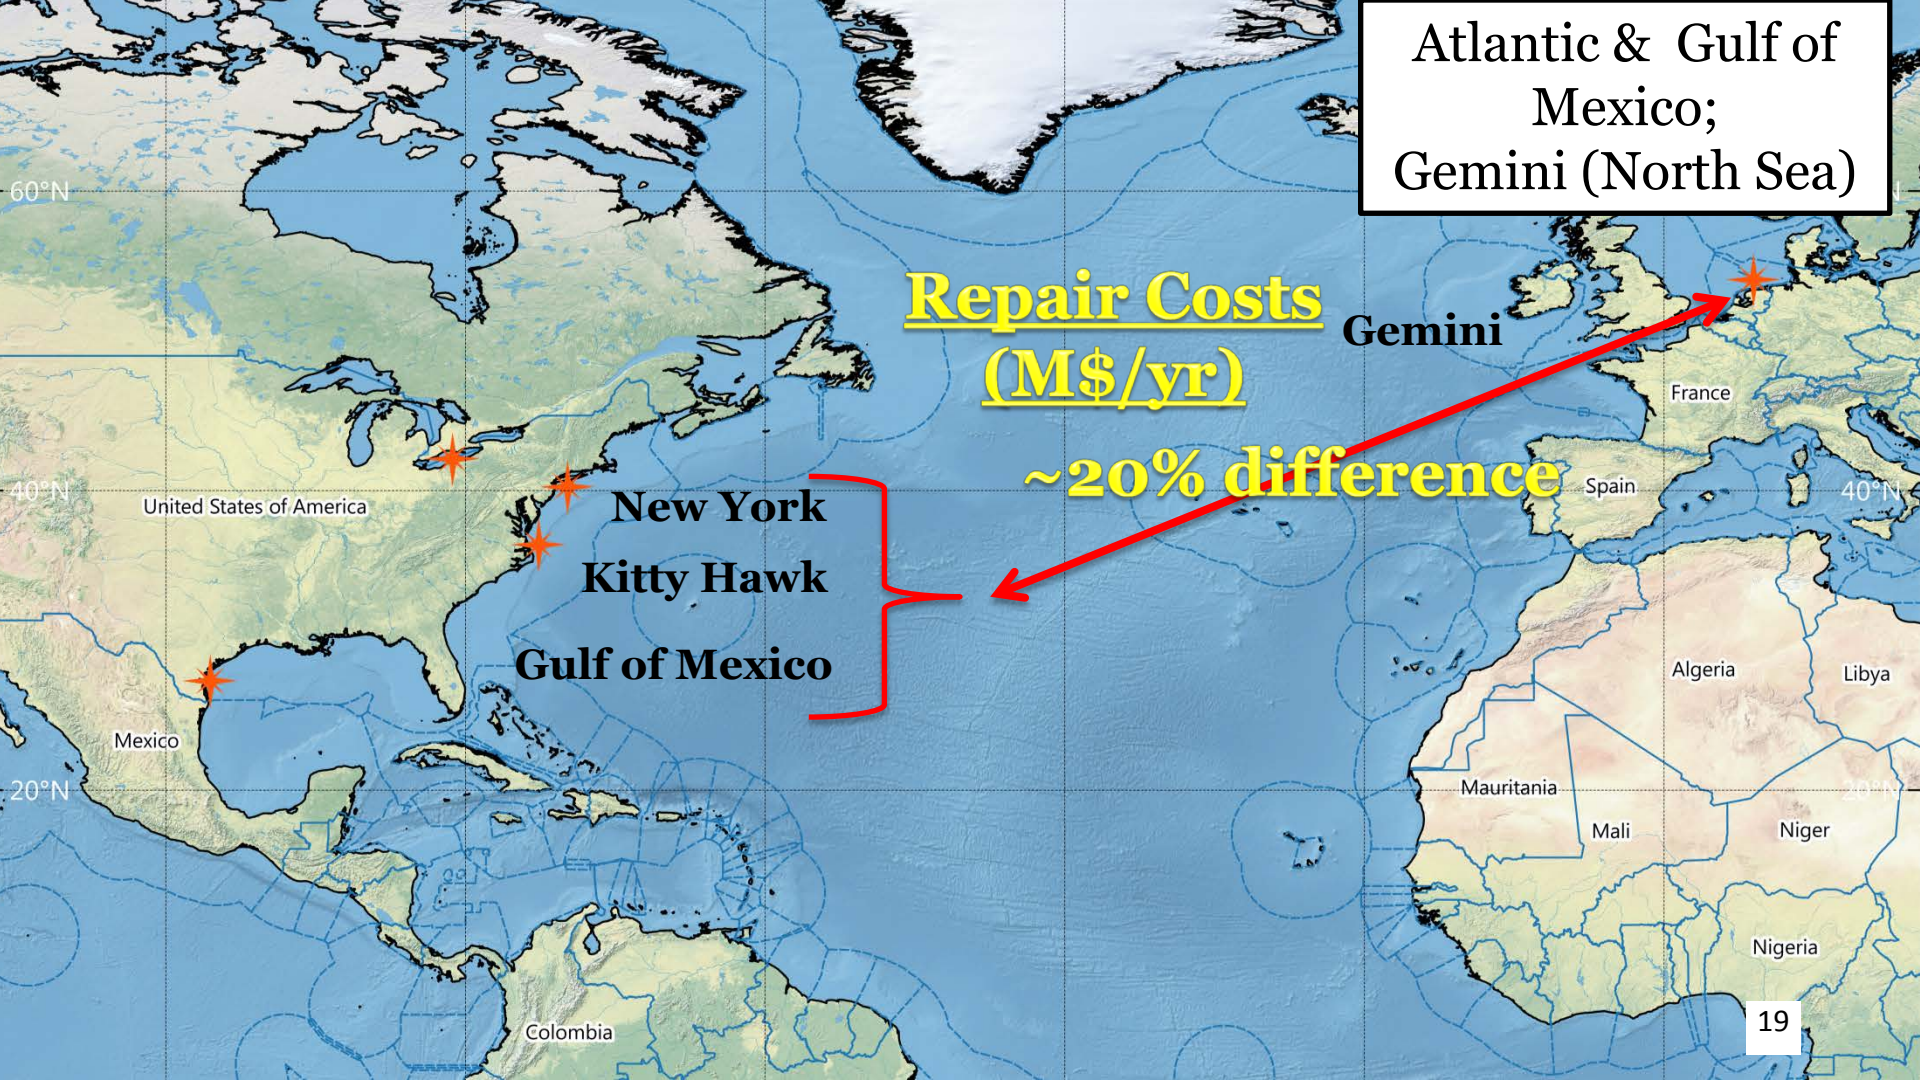 Atlantic & Gulf of
Mexico;
Gemini (North Sea)
60°N
N
Repair Costs
(M$/yr)
Gemini
~20% difference
France
Spain
40°N
40°N
United States of America
New York
Kitty Hawk
Gulf of Mexico
Algeria
Libya
Mexico
20°N
20°N
Mauritania
Mali
Niger
Nigeria
Colombia
19